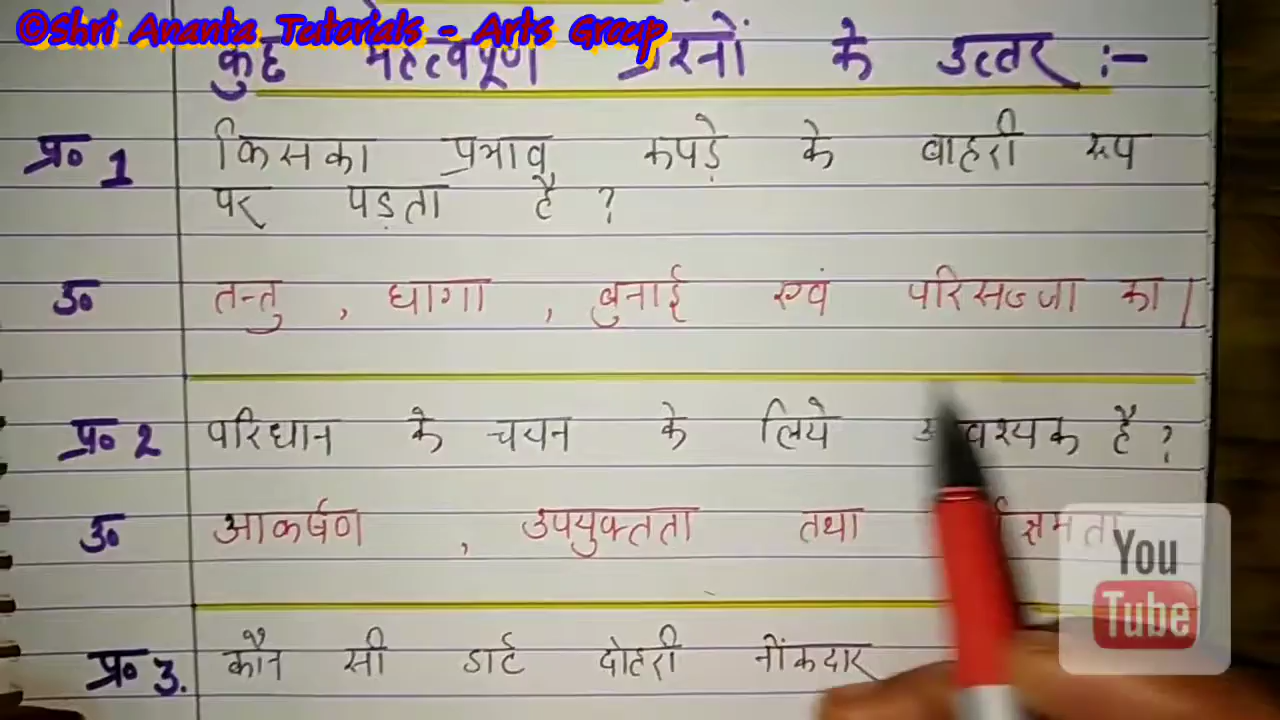 ©Shri Ananta Tutorials - Arts Group
कुछ महत्वपूर्ण प्रश्नों के उत्तर :-
प्र० 1 किसका प्रभाव कपड़े के बाहरी रूप
पर पड़ता है ?
उ० तन्तु , धागा , बुनाई एवं परिसज्जा का |
प्र० 2 परिधान के चयन के लिये आवश्यक है ?
उ० आकर्षण , उपयुक्तता तथा
You
Tube
प्र० 3. कौन सी डार्ट दोहरी नोंकदार